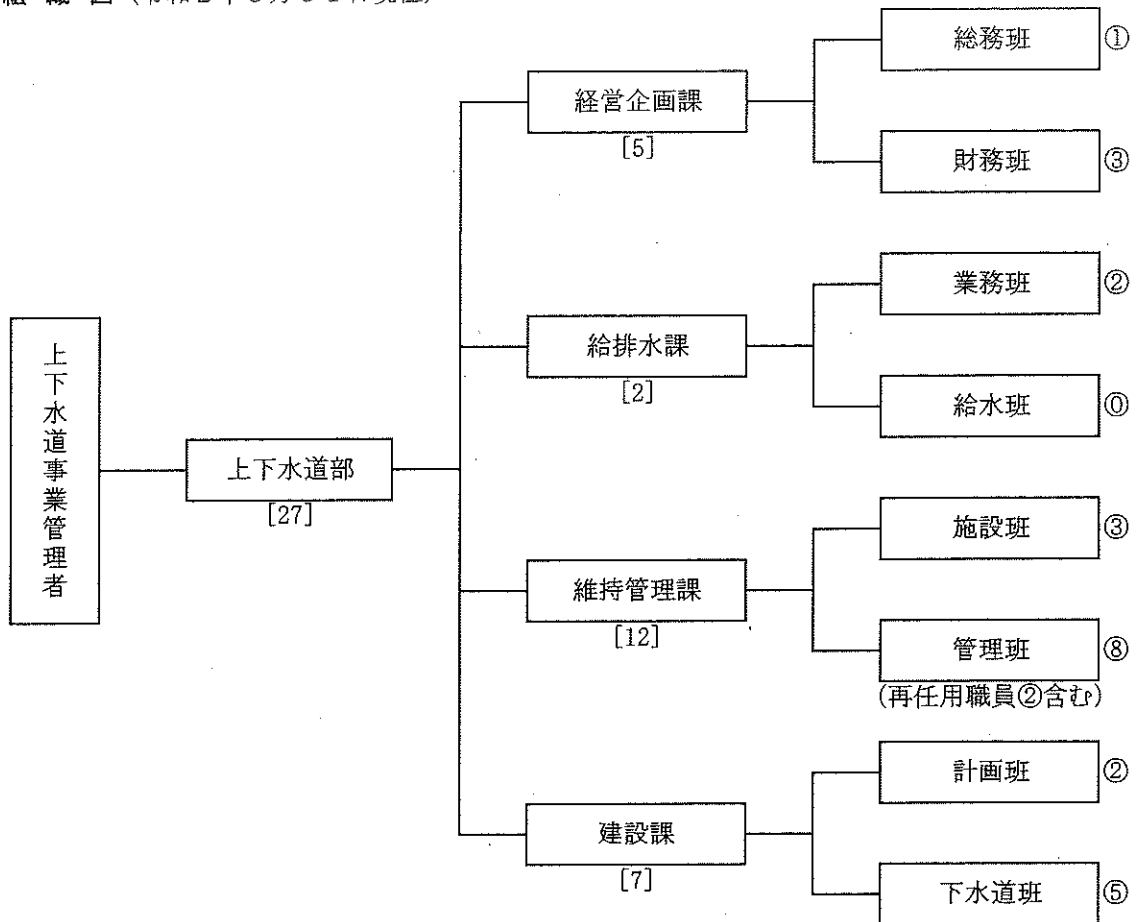 総務班 ①
経営企画課
[5]
財務班 ③
業務班 ②
給排水課
[2]
給水班 ⓪
上下水道事業管理者
上下水道部
[27]
施設班 ③
維持管理課
[12]
管理班 ⑧
(再任用職員②含む)
計画班 ②
建設課
[7]
下水道班 ⑤